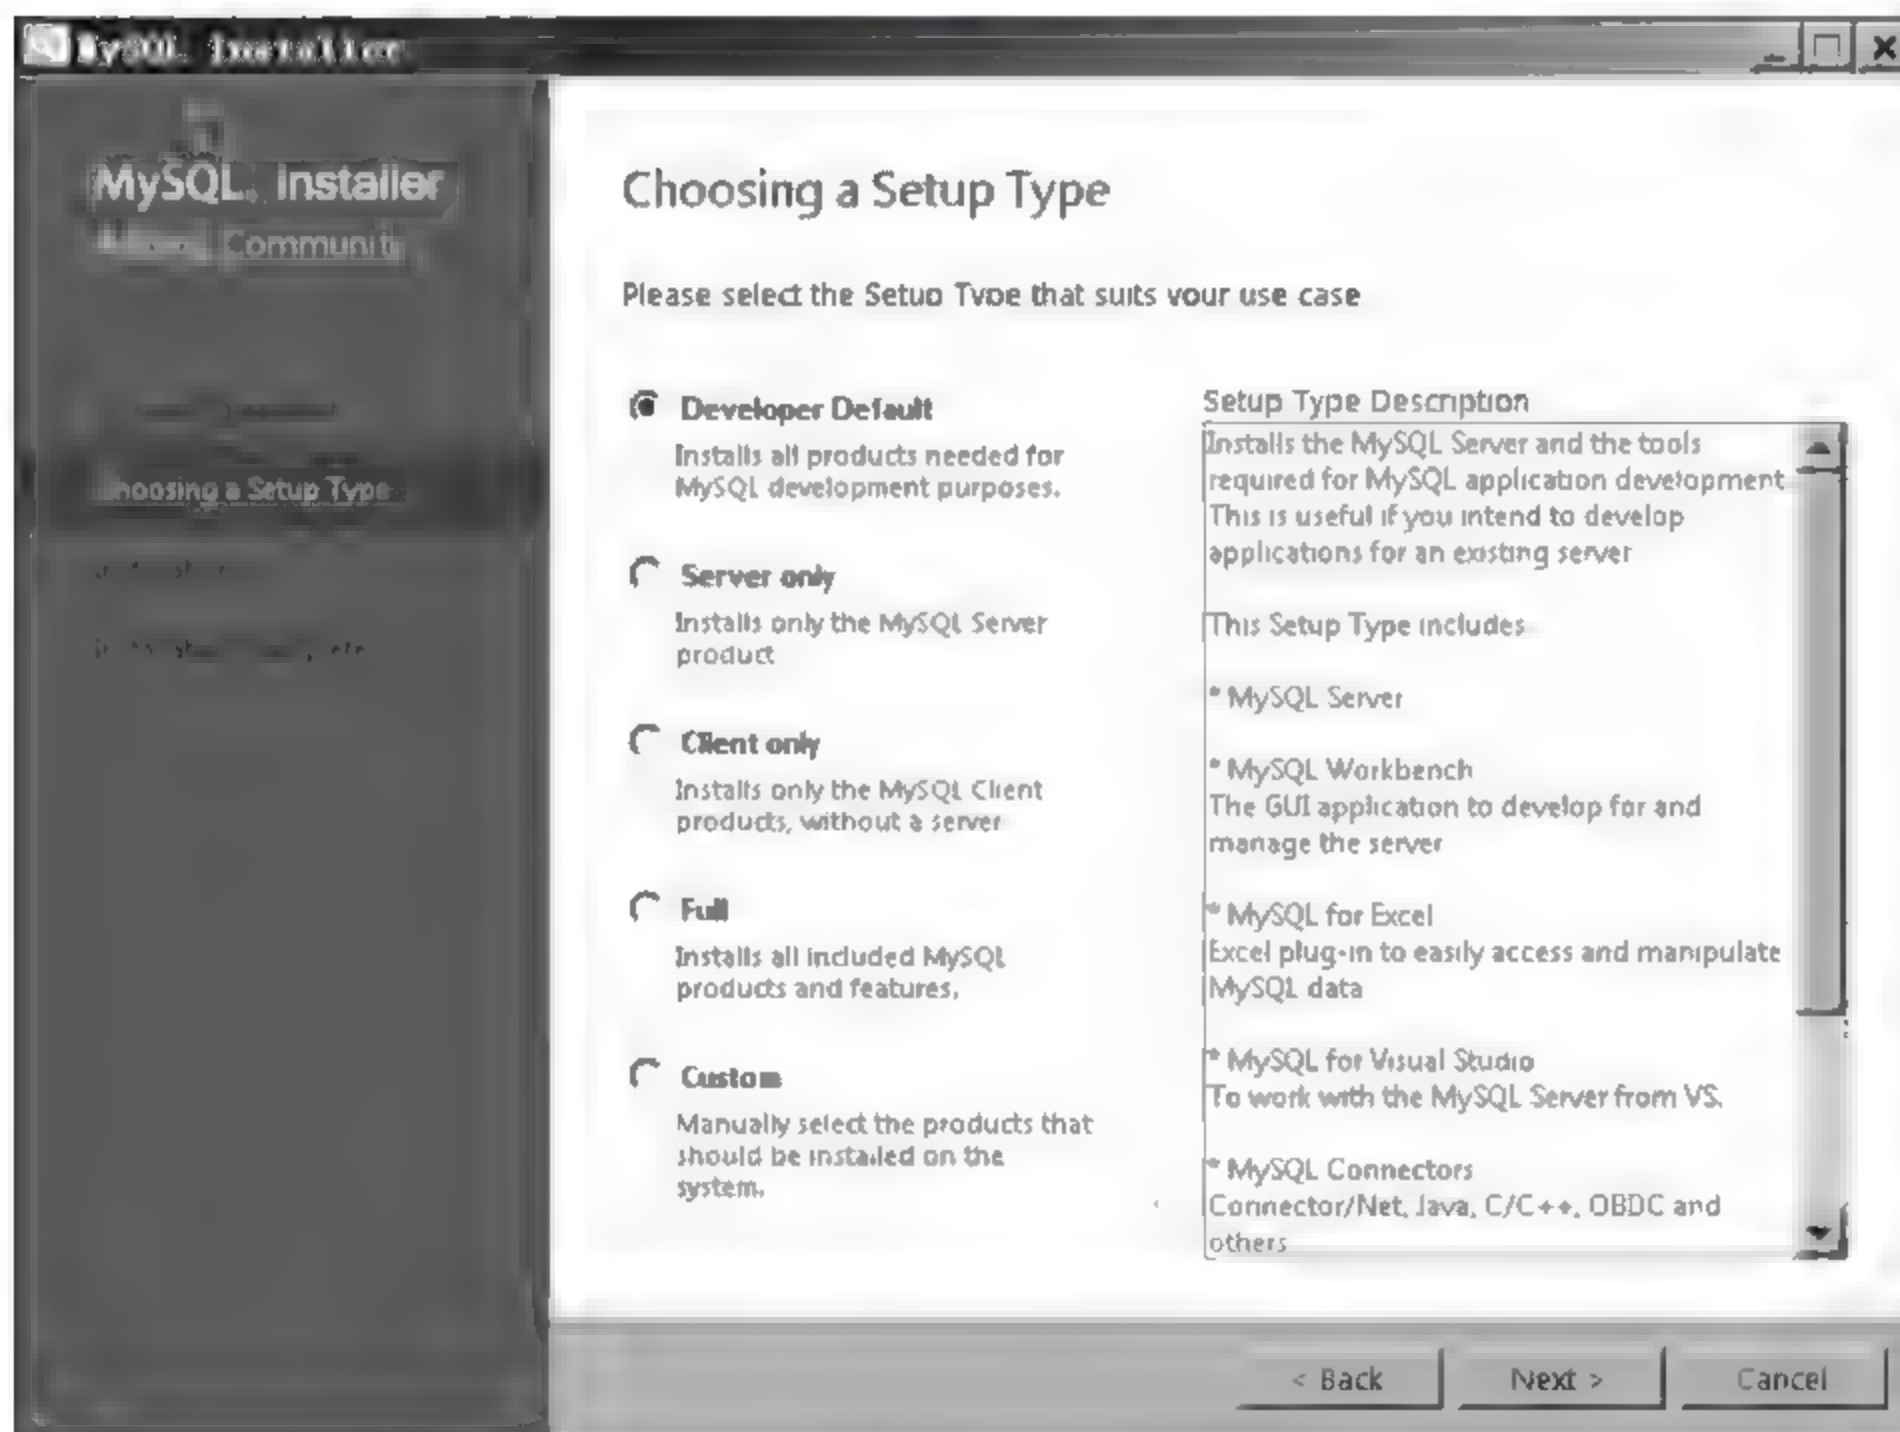 MySQL Installer
MySQL Installer
Community
Choosing a Setup Type
Choosing a Setup Type
Please select the Setup Type that suits your use case
Developer Default
Installs all products needed for
MySQL development purposes.
Server only
Installs only the MySQL Server
product
Client only
Installs only the MySQL Client
products, without a server
Full
Installs all included MySQL
products and features.
Custom
Manually select the products that
should be installed on the
system.
Setup Type Description
Installs the MySQL Server and the tools
required for MySQL application development
This is useful if you intend to develop
applications for an existing server
This Setup Type includes
* MySQL Server
* MySQL Workbench
The GUI application to develop for and
manage the server
* MySQL for Excel
Excel plug-in to easily access and manipulate
MySQL data
* MySQL for Visual Studio
To work with the MySQL Server from VS.
* MySQL Connectors
Connector/Net, Java, C/C++, OBDC and
others
< Back
Next >
Cancel